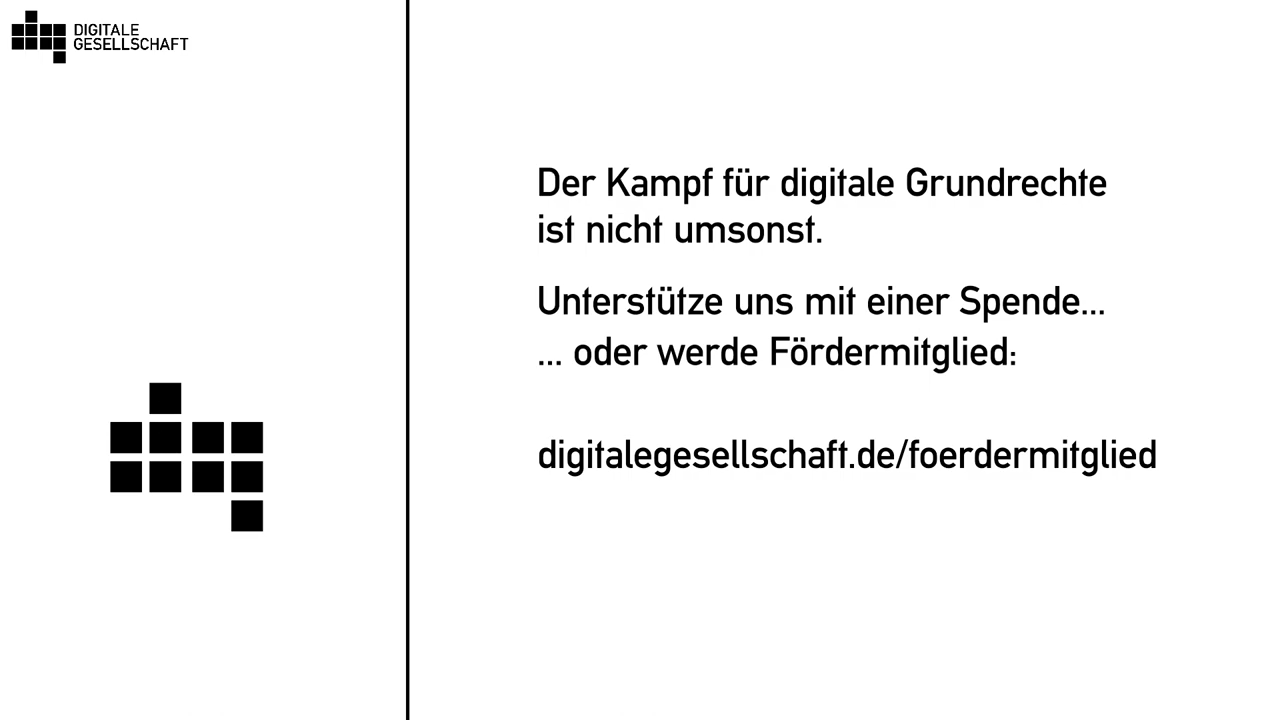 DIGITALE
GESELLSCHAFT
Der Kampf für digitale Grundrechte
ist nicht umsonst.
Unterstütze uns mit einer Spende...
... oder werde Fördermitglied:
digitalegesellschaft.de/foerdermitglied